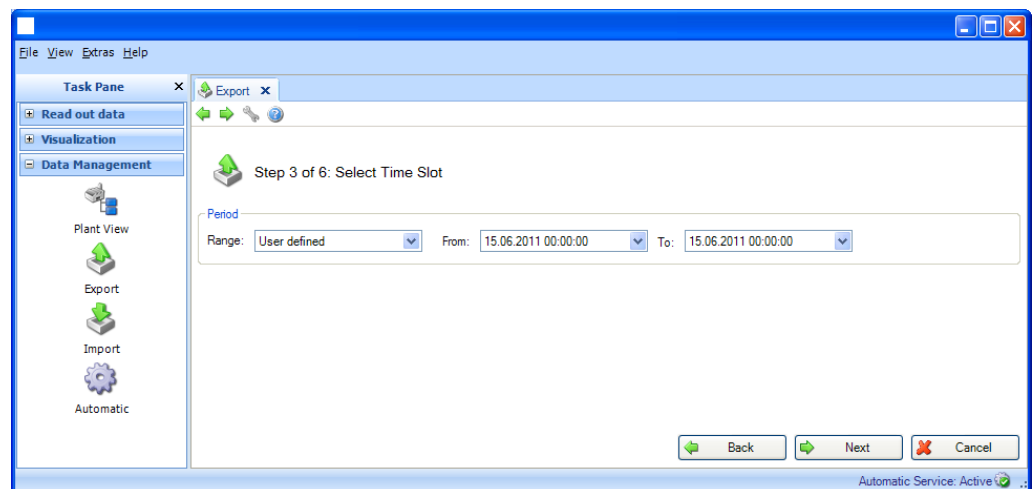 File View Extras Help
Task Pane
Export
Read out data
Visualization
Data Management
Step 3 of 6: Select Time Slot
Plant View
Period
Range: User defined From: 15.06.2011 00:00:00 To: 15.06.2011 00:00:00
Export
Import
Automatic
Back Next Cancel
Automatic Service: Active